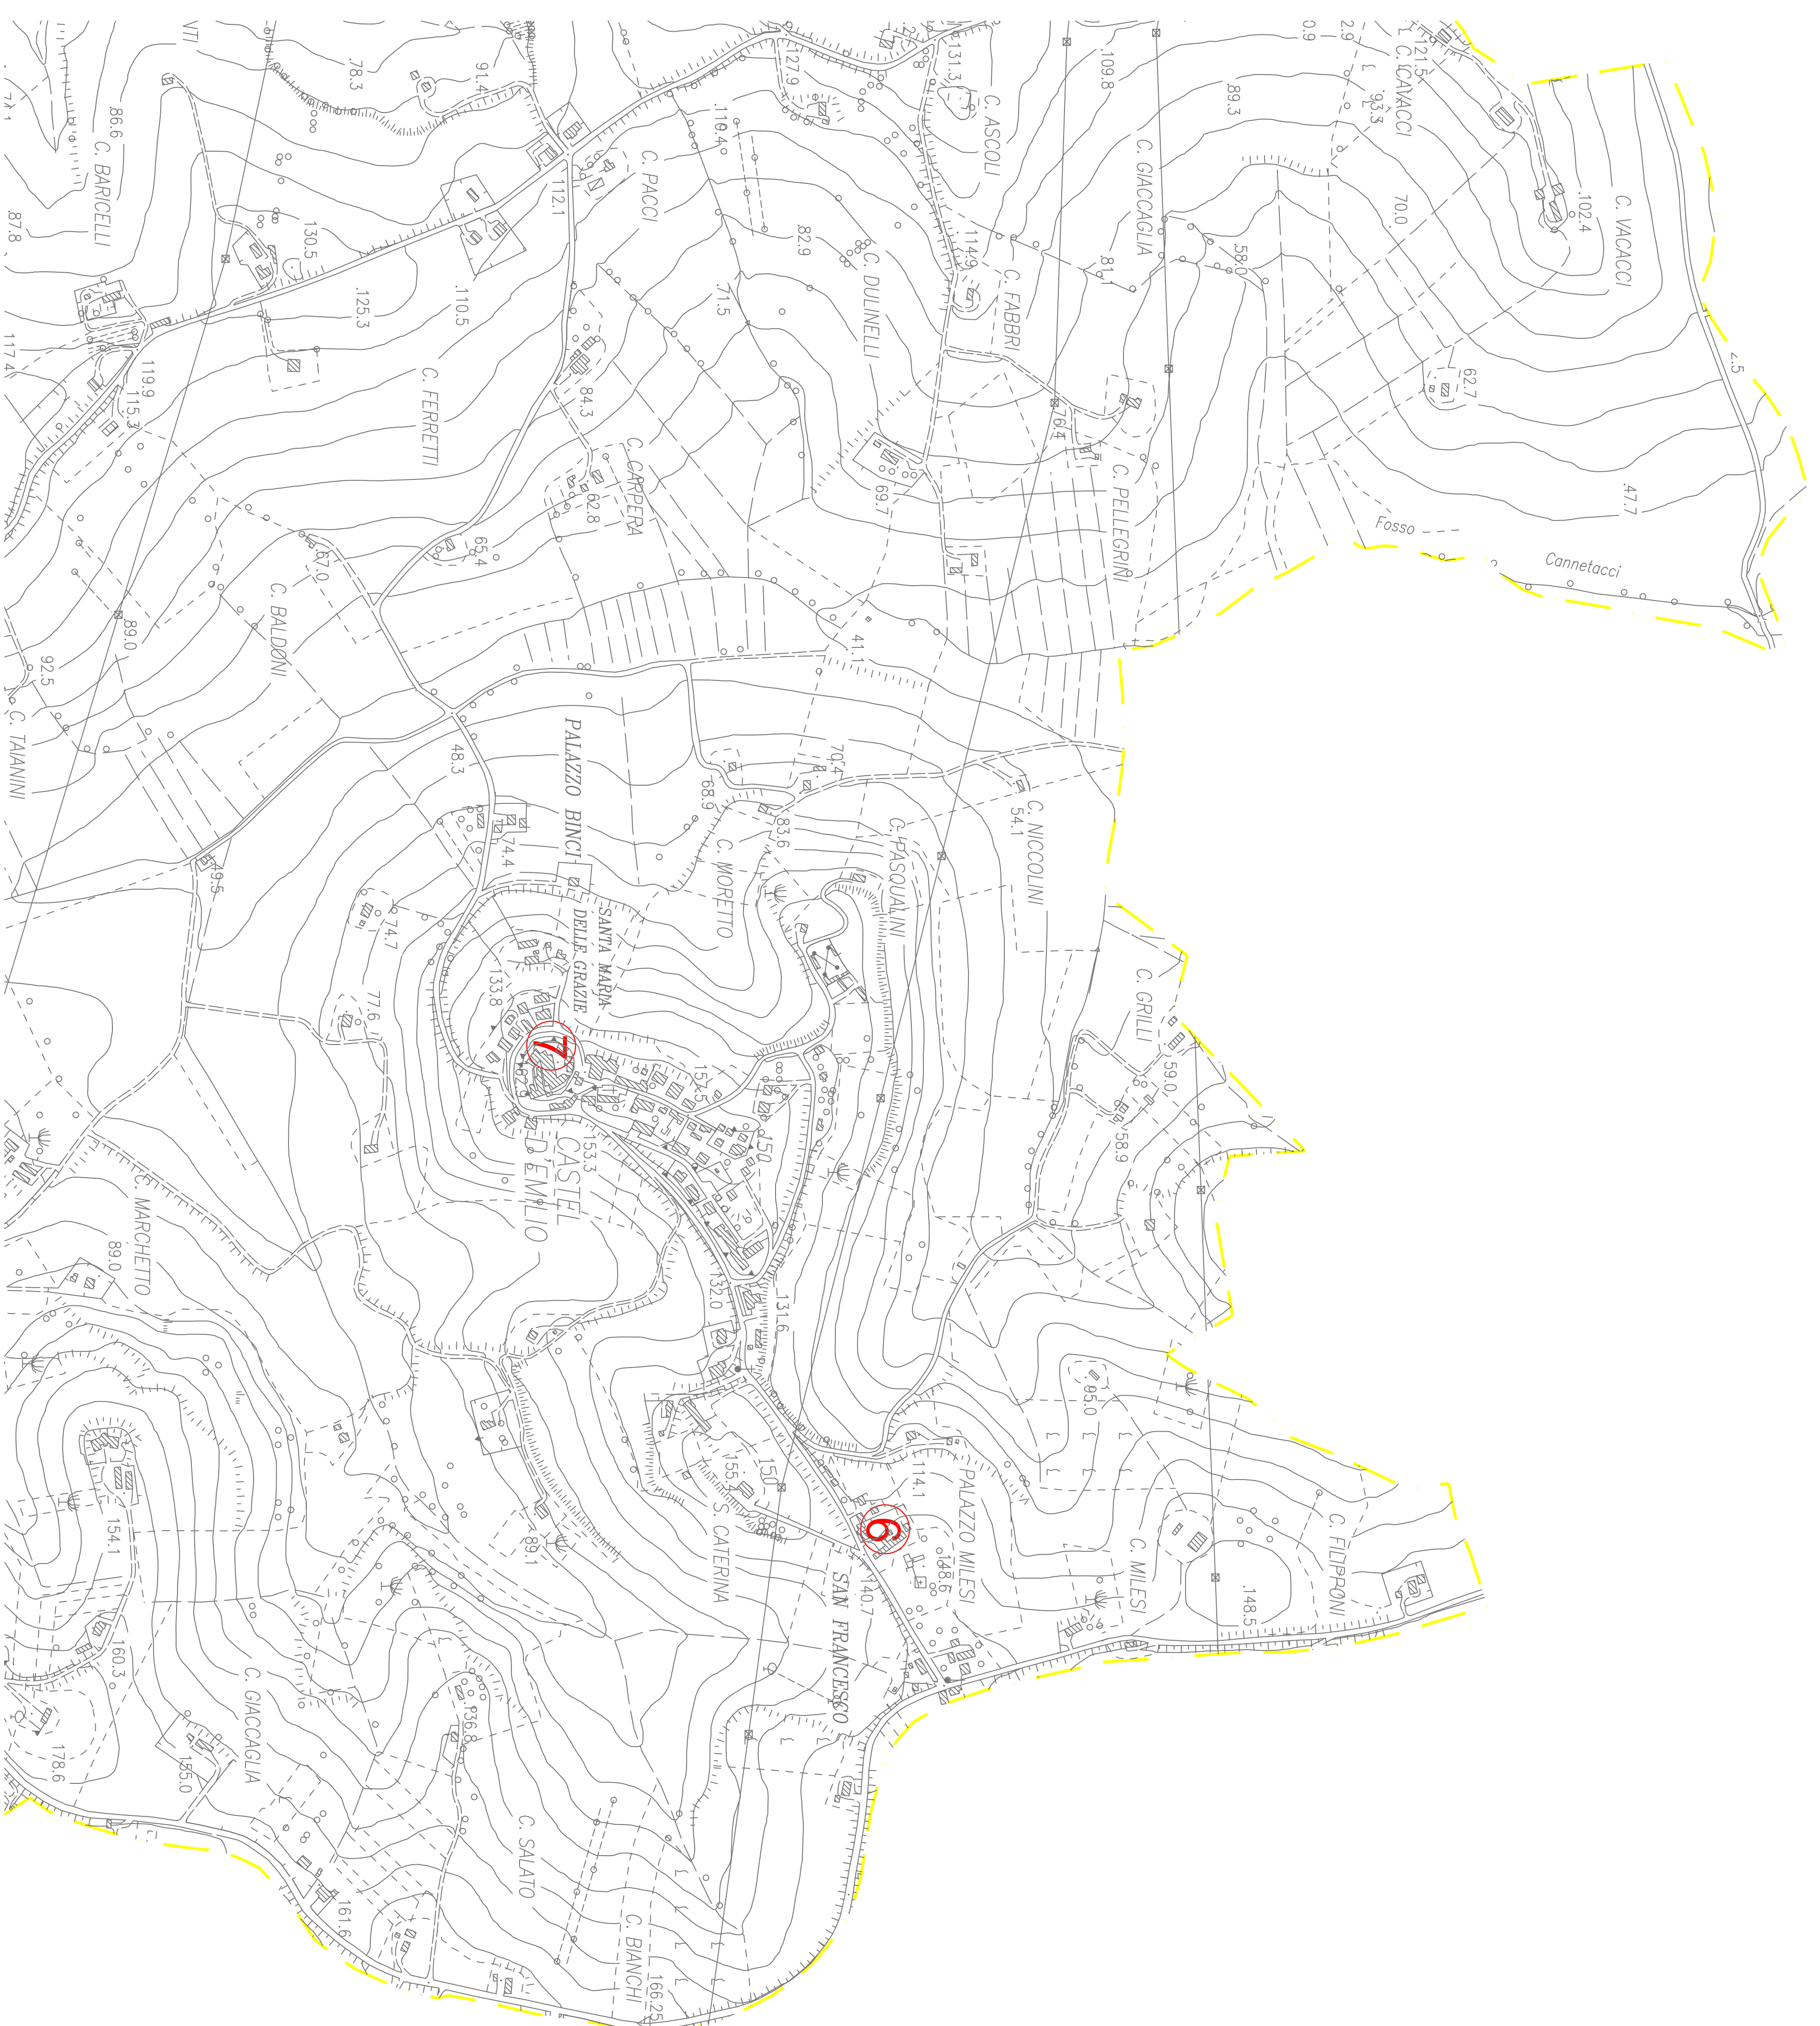 121.5
C. CAVACCI
.93.3
.89.3
.109.8
131.3
127.9
C. ASCOLI
C. GIACCAGLIA
70.0
.102.4
C. VACACCI
78.3
91.4
.86.6
C. BARICELLI
.87.8
130.5
.125.3
.110.5
112.1
C. PACCI
.110.4
82.9
.71.5
C. DULINELLI
.114.9
C. FABBRI
.81.1
58.0
62.7
.47.7
Fosso
Cannetacci
117.4
119.9
115.3
C. FERRETTI
84.3
C. CARPERA
62.8
65.4
67.0
69.7
76.4
C. PELLEGRINI
41.1
C. BALDONI
89.0
92.5
C. TAIANINI
48.3
PALAZZO BINCI
68.9
70.4
83.6
C. MORETTO
C. PASQUALINI
54.1
C. NICCOLINI
49.5
74.4
74.7
77.6
133.8
SANTA MARIA
DELLE GRAZIE
7
151.5
150
153.3
CASTEL
D'EMILIO
C. GRILLI
50.0
58.9
C. MARCHETTO
89.0
132.0
131.6
95.0
155.4
150
S. CATERINA
114.1
PALAZZO MILESI
6
148.6
140.7
SAN FRANCESCO
C. MILESI
.148.5
C. FILIPPONI
89.1
154.1
160.3
178.6
155.0
C. GIACCAGLIA
136.8
C. SALATO
161.6
C. BIANCHI
166.25